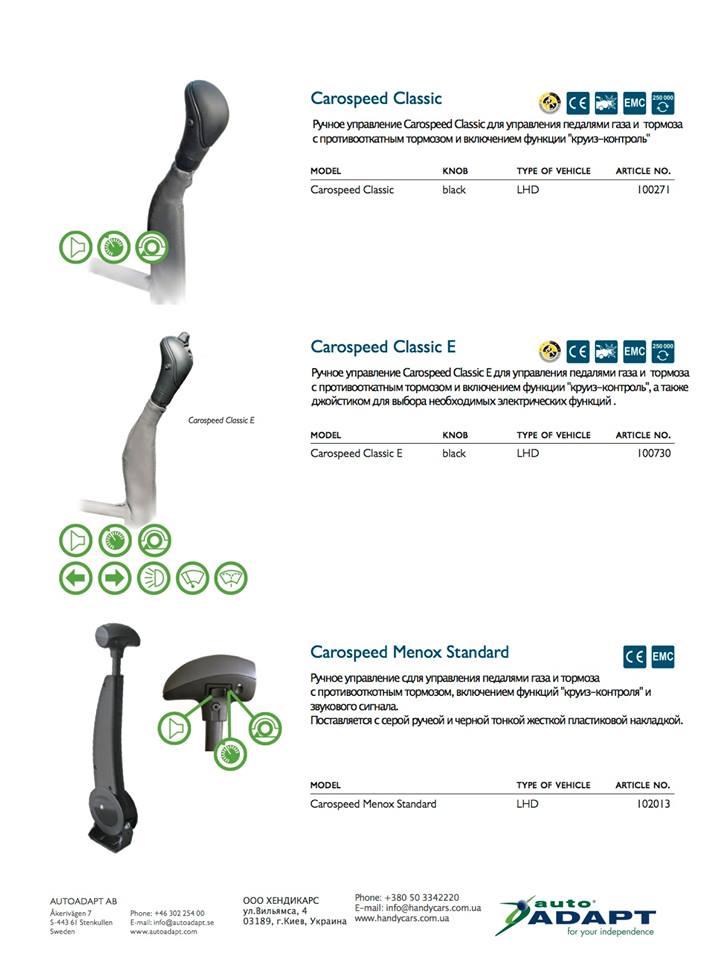 Carospeed Classic
CE EMC 250 000
Ручное управление Carospeed Classic для управления педалями газа и тормоза
с противооткатным тормозом и включением функции "круиз-контроль"
MODEL KNOB TYPE OF VEHICLE ARTICLE NO.
Carospeed Classic black LHD 100271
Carospeed Classic E
CE EMC 250 000
Ручное управление Carospeed Classic E для управления педалями газа и тормоза
с противооткатным тормозом и включением функции "круиз-контроль", а также
джойстиком для выбора необходимых электрических функций .
Carospeed Classic E
MODEL KNOB TYPE OF VEHICLE ARTICLE NO.
Carospeed Classic E black LHD 100730
Carospeed Menox Standard
CE EMC
Ручное управление сдля управления педалями газа и тормоза
с противооткотным тормозом, включением функций "круиз-контроля" и
звукового сигнала.
Поставляется с серой ручеой и черной тонкой жесткой пластиковой накладкой.
MODEL TYPE OF VEHICLE ARTICLE NO.
Carospeed Menox Standard LHD 102013
AUTOADAPT AB
Åkerivägen 7
S-443 61 Stenkullen
Sweden
Phone: +46 302 254 00
E-mail: info@autoadapt.se
www.autoadapt.com
ООО ХЕНДИКАРС
ул.Вильямса, 4
03189, г.Киев, Украина
Phone: +380 50 3342220
E-mail: info@handycars.com.ua
www.handycars.com.ua
auto®
ADAPT
for your independence